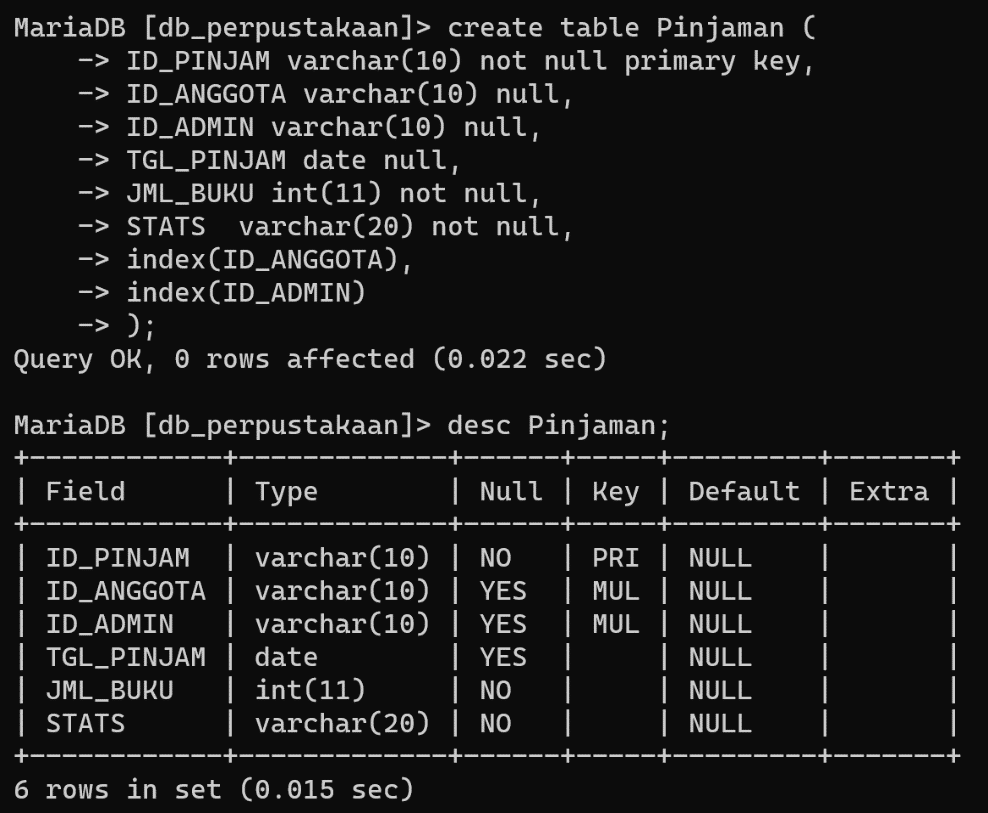 MariaDB [db_perpustakaan]> create table Pinjaman (
    -> ID_PINJAM varchar(10) not null primary key,
    -> ID_ANGGOTA varchar(10) null,
    -> ID_ADMIN varchar(10) null,
    -> TGL_PINJAM date null,
    -> JML_BUKU int(11) not null,
    -> STATS  varchar(20) not null,
    -> index(ID_ANGGOTA),
    -> index(ID_ADMIN)
    -> );
Query OK, 0 rows affected (0.022 sec)

MariaDB [db_perpustakaan]> desc Pinjaman;
+------------+-------------+------+-----+---------+-------+
| Field      | Type        | Null | Key | Default | Extra |
+------------+-------------+------+-----+---------+-------+
| ID_PINJAM  | varchar(10) | NO   | PRI | NULL    |       |
| ID_ANGGOTA | varchar(10) | YES  | MUL | NULL    |       |
| ID_ADMIN   | varchar(10) | YES  | MUL | NULL    |       |
| TGL_PINJAM | date        | YES  |     | NULL    |       |
| JML_BUKU   | int(11)     | NO   |     | NULL    |       |
| STATS      | varchar(20) | NO   |     | NULL    |       |
+------------+-------------+------+-----+---------+-------+
6 rows in set (0.015 sec)